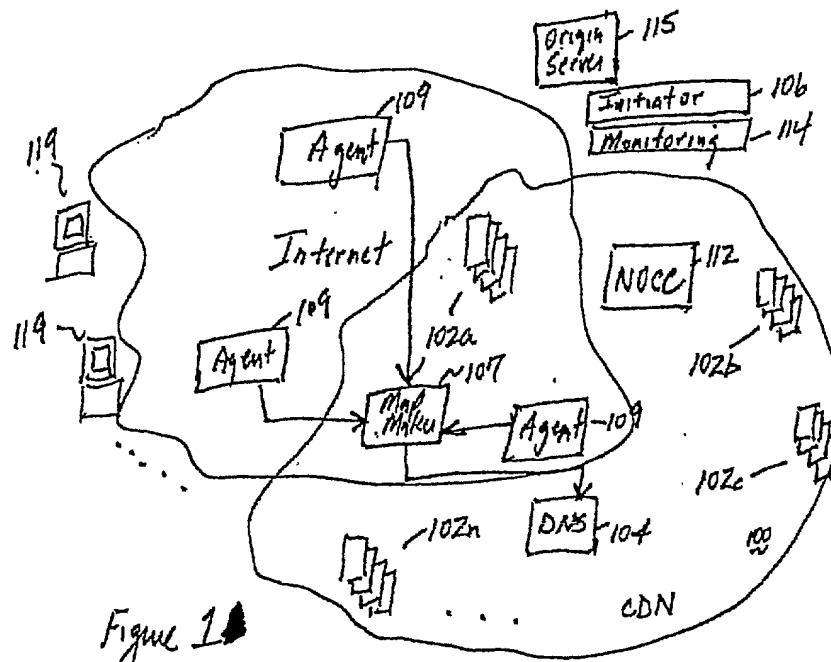 Origin
Server
115
Initiator
106
Monitoring
114
109
Agent
119
Internet
NOCC
112
102a
102b
119
109
Agent
107
Map
Maker
Agent
109
102c
DNS
104
102n
100
CDN
. . . .
. . .
Figure 1